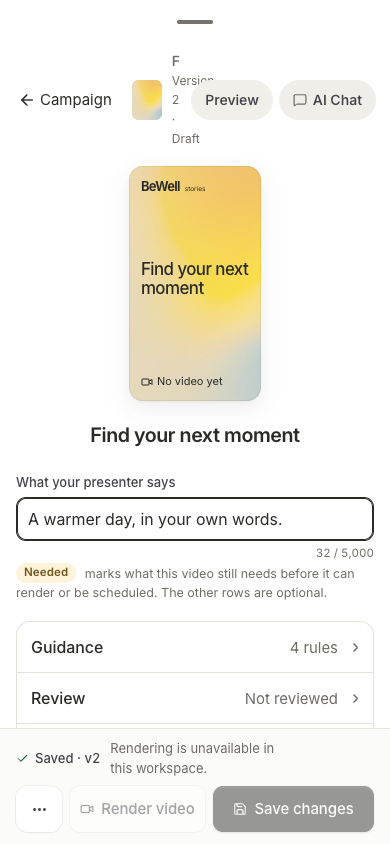 F
Version
2
·
Draft
Campaign
Preview
AI Chat
BeWell stories
Find your next
moment
No video yet
Find your next moment
What your presenter says
A warmer day, in your own words.
32 / 5,000
Needed marks what this video still needs before it can
render or be scheduled. The other rows are optional.
Guidance 4 rules
Review Not reviewed
Saved · v2
Rendering is unavailable in
this workspace.
Render video
Save changes